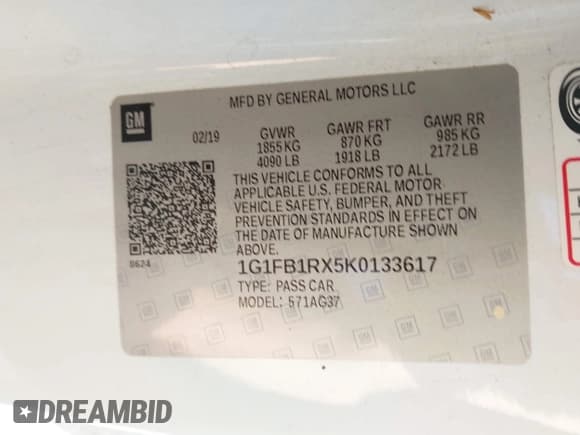 MFD BY GENERAL MOTORS LLC
GM
02/19 GVWR GAWR FRT GAWR RR
1855 KG 870 KG 985 KG
4090 LB 1918 LB 2172 LB
THIS VEHICLE CONFORMS TO ALL
APPLICABLE U.S. FEDERAL MOTOR
VEHICLE SAFETY, BUMPER, AND THEFT
PREVENTION STANDARDS IN EFFECT ON
THE DATE OF MANUFACTURE SHOWN
ABOVE.
0624
1G1FB1RX5K0133617
TYPE: PASS CAR
MODEL: 571AG37
DREAMBID